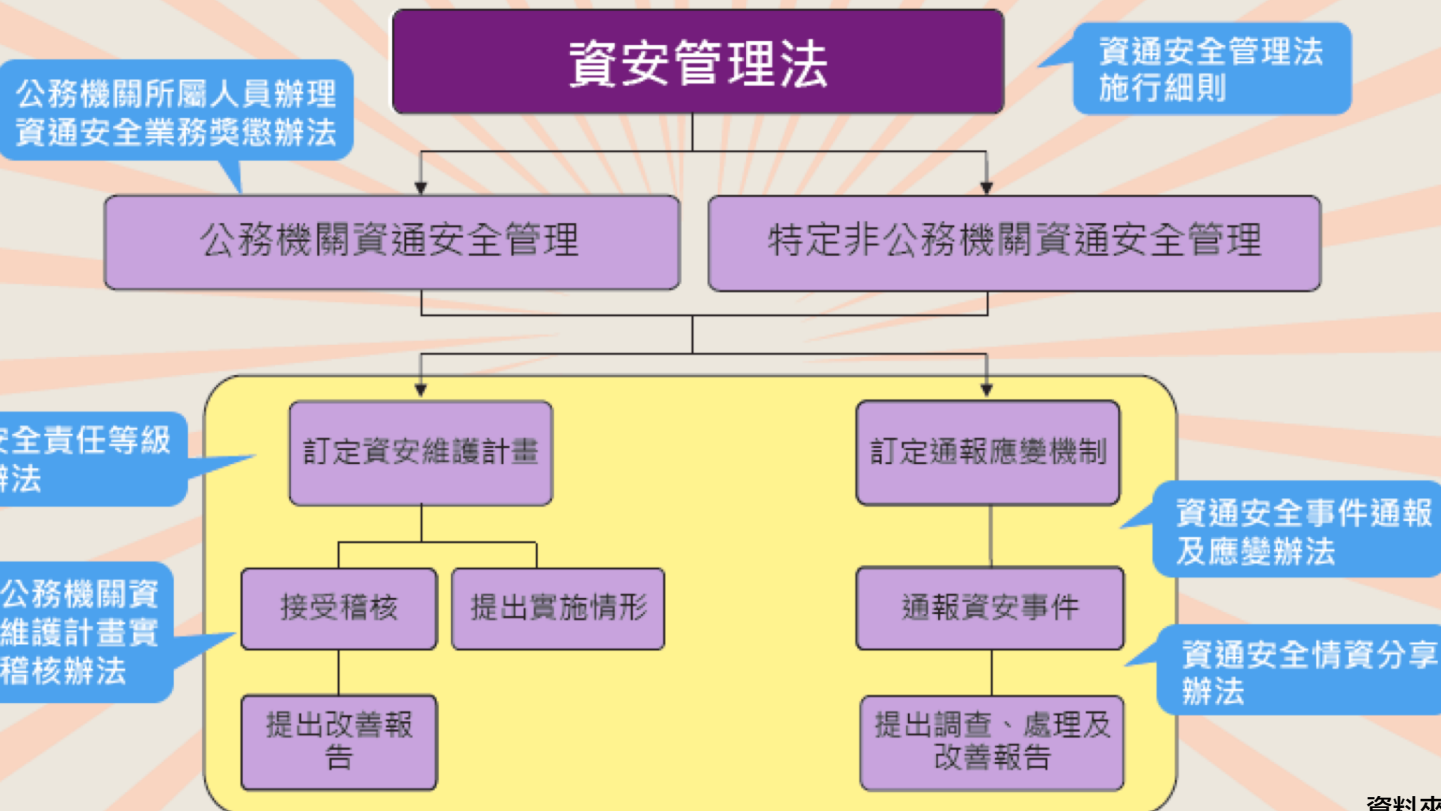 資安管理法
資通安全管理法
施行細則
公務機關所屬人員辦理
資通安全業務獎懲辦法
公務機關資通安全管理
特定非公務機關資通安全管理
安全責任等級
辦法
訂定資安維護計畫
訂定通報應變機制
資通安全事件通報
及應變辦法
公務機關資
維護計畫實
稽核辦法
接受稽核
提出實施情形
通報資安事件
資通安全情資分享
辦法
提出改善報
告
提出調查、處理及
改善報告
資料來